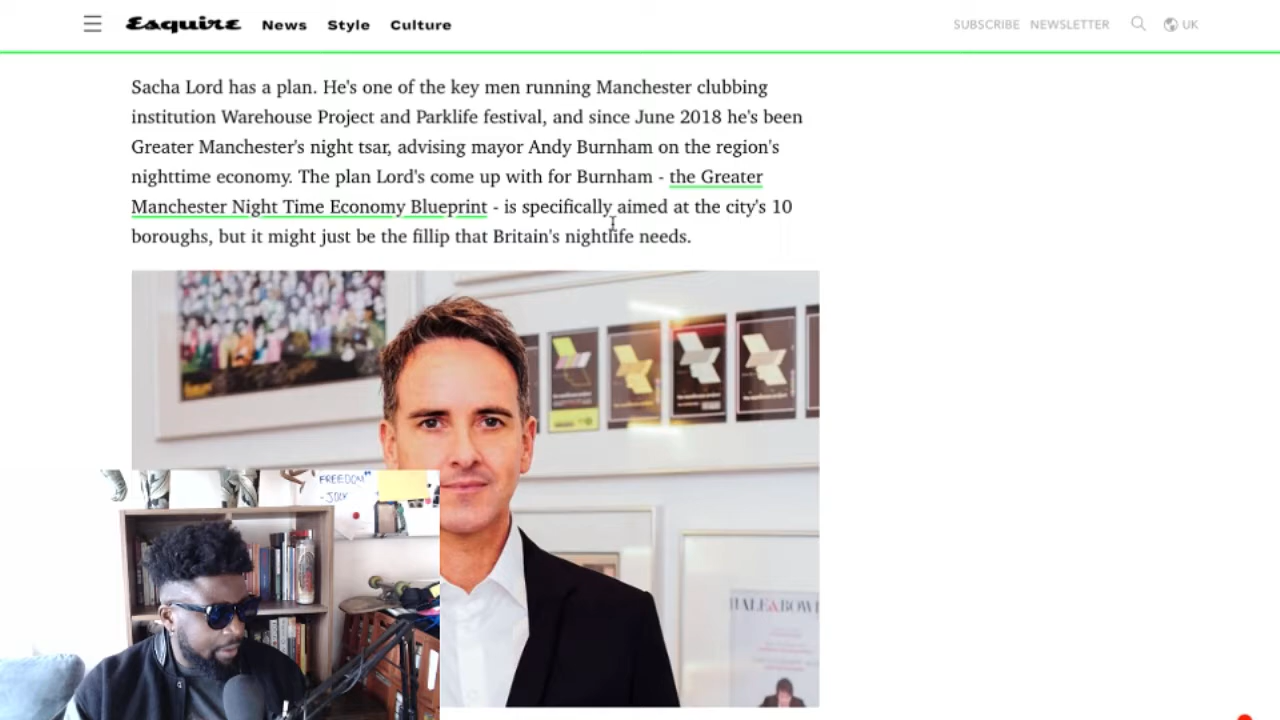 Esquire News Style Culture SUBSCRIBE NEWSLETTER UK
Sacha Lord has a plan. He's one of the key men running Manchester clubbing
institution Warehouse Project and Parklife festival, and since June 2018 he's been
Greater Manchester's night tsar, advising mayor Andy Burnham on the region's
nighttime economy. The plan Lord's come up with for Burnham - the Greater
Manchester Night Time Economy Blueprint - is specifically aimed at the city's 10
boroughs, but it might just be the fillip that Britain's nightlife needs.
FREEDOM"